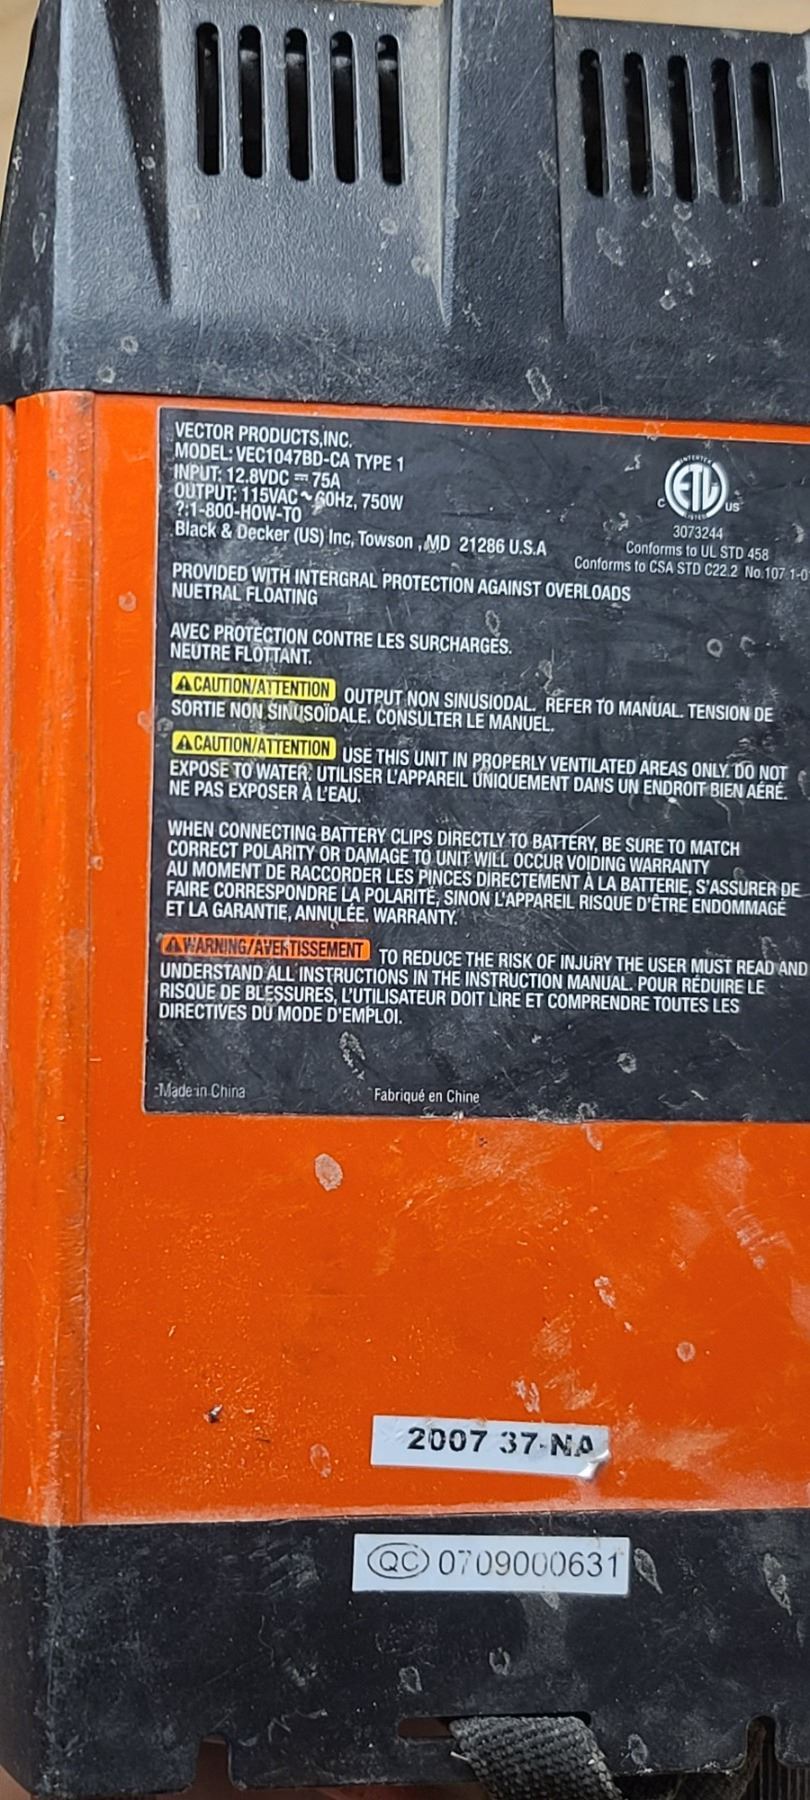 VECTOR PRODUCTS,INC.
MODEL: VEC1047BD-CA TYPE 1
INPUT: 12.8VDC ⎓ 75A
OUTPUT: 115VAC ~ 60Hz, 750W
?:1-800-HOW-TO
Black & Decker (US) Inc, Towson , MD 21286 U.S.A
INTERTEK
C ETL US
LISTED
3073244
Conforms to UL STD 458
Conforms to CSA STD C22.2 No.107.1-0
PROVIDED WITH INTERGRAL PROTECTION AGAINST OVERLOADS
NUETRAL FLOATING
AVEC PROTECTION CONTRE LES SURCHARGES.
NEUTRE FLOTTANT.
⚠CAUTION/ATTENTION OUTPUT NON SINUSIODAL. REFER TO MANUAL. TENSION DE
SORTIE NON SINUSOÏDALE. CONSULTER LE MANUEL.
⚠CAUTION/ATTENTION USE THIS UNIT IN PROPERLY VENTILATED AREAS ONLY. DO NOT
EXPOSE TO WATER. UTILISER L'APPAREIL UNIQUEMENT DANS UN ENDROIT BIEN AÉRÉ.
NE PAS EXPOSER À L'EAU.
WHEN CONNECTING BATTERY CLIPS DIRECTLY TO BATTERY, BE SURE TO MATCH
CORRECT POLARITY OR DAMAGE TO UNIT WILL OCCUR VOIDING WARRANTY
AU MOMENT DE RACCORDER LES PINCES DIRECTEMENT À LA BATTERIE, S'ASSURER DE
FAIRE CORRESPONDRE LA POLARITÉ, SINON L'APPAREIL RISQUE D'ÊTRE ENDOMMAGÉ
ET LA GARANTIE, ANNULÉE. WARRANTY.
⚠WARNING/AVERTISSEMENT TO REDUCE THE RISK OF INJURY THE USER MUST READ AND
UNDERSTAND ALL INSTRUCTIONS IN THE INSTRUCTION MANUAL. POUR RÉDUIRE LE
RISQUE DE BLESSURES, L'UTILISATEUR DOIT LIRE ET COMPRENDRE TOUTES LES
DIRECTIVES DU MODE D'EMPLOI.
Made in China Fabriqué en Chine
2007 37-NA
QC 0709000631